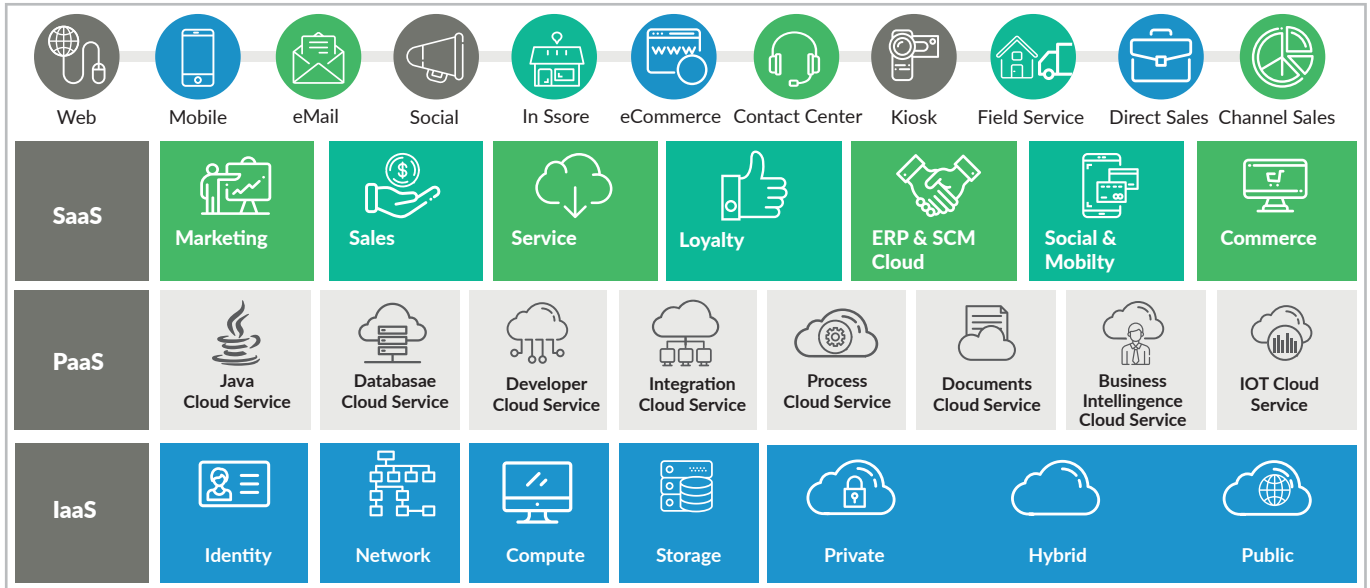 www
Web
Mobile
eMail
Social
In Ssore
eCommerce
Contact Center
Kiosk
Field Service
Direct Sales
Channel Sales
SaaS
Marketing
$
Sales
Service
Loyalty
ERP & SCM
Cloud
Social &
Mobilty
Commerce
PaaS
Java
Cloud Service
Databasae
Cloud Service
Developer
Cloud Service
Integration
Cloud Service
Process
Cloud Service
Documents
Cloud Service
Business
Intellingence
Cloud Service
IOT Cloud
Service
IaaS
Identity
Network
Compute
Storage
Private
Hybrid
Public